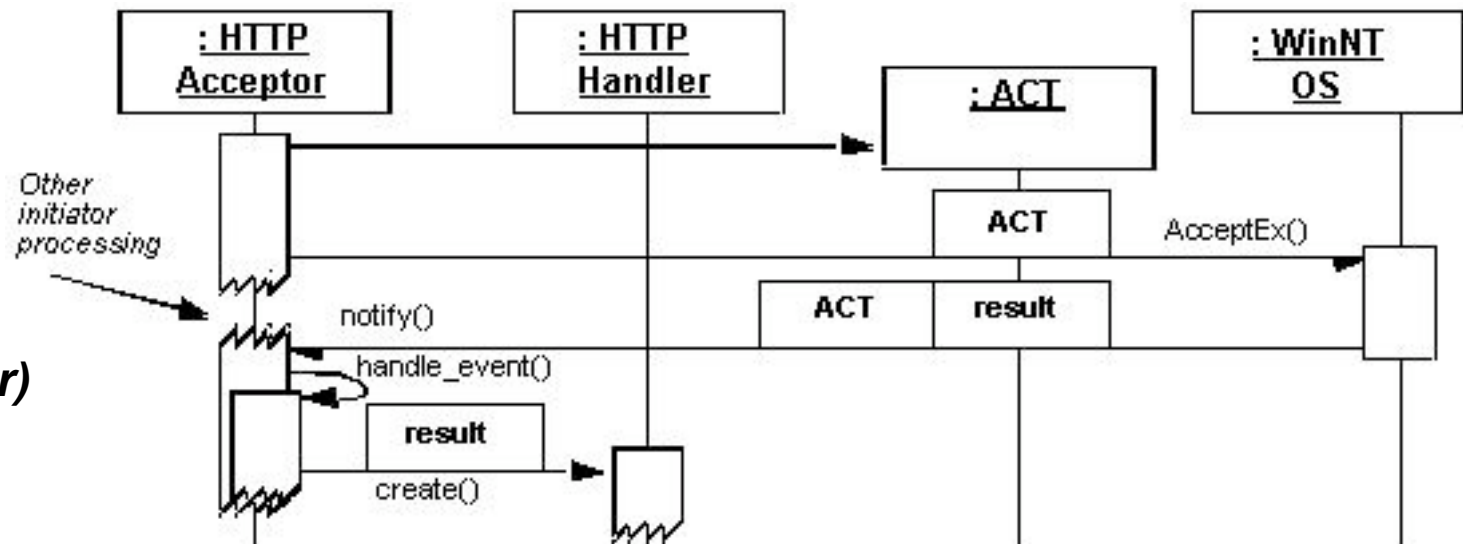 : HTTP
Acceptor
: HTTP
Handler
: ACT
: WinNT
OS
Other
initiator
processing
ACT
AcceptEx()
notify()
ACT
result
handle_event()
r)
result
create()